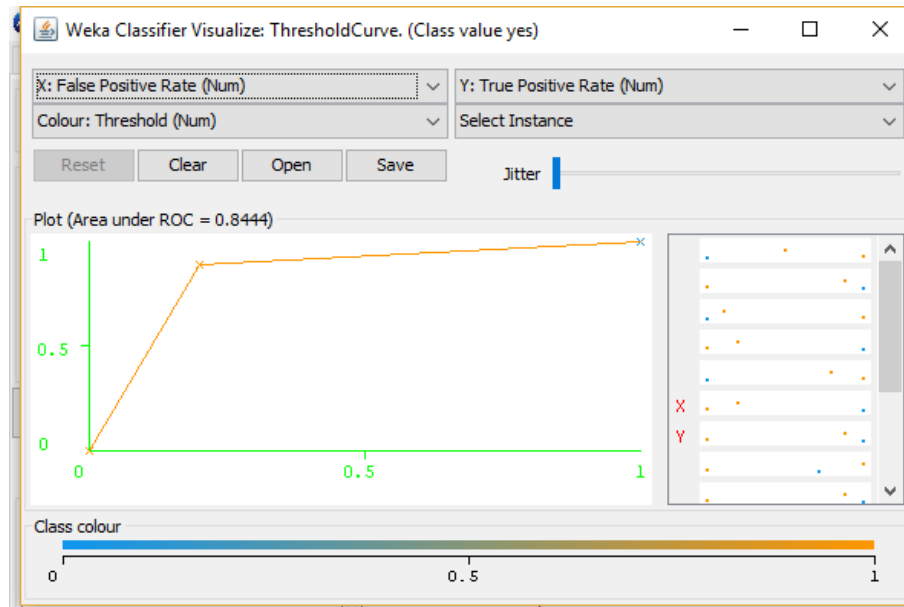 Weka Classifier Visualize: ThresholdCurve. (Class value yes)
X: False Positive Rate (Num)
Y: True Positive Rate (Num)
Colour: Threshold (Num)
Select Instance
Reset
Clear
Open
Save
Jitter
Plot (Area under ROC = 0.8444)
1
0.5
0
0
0.5
1
X
Y
Class colour
0
0.5
1